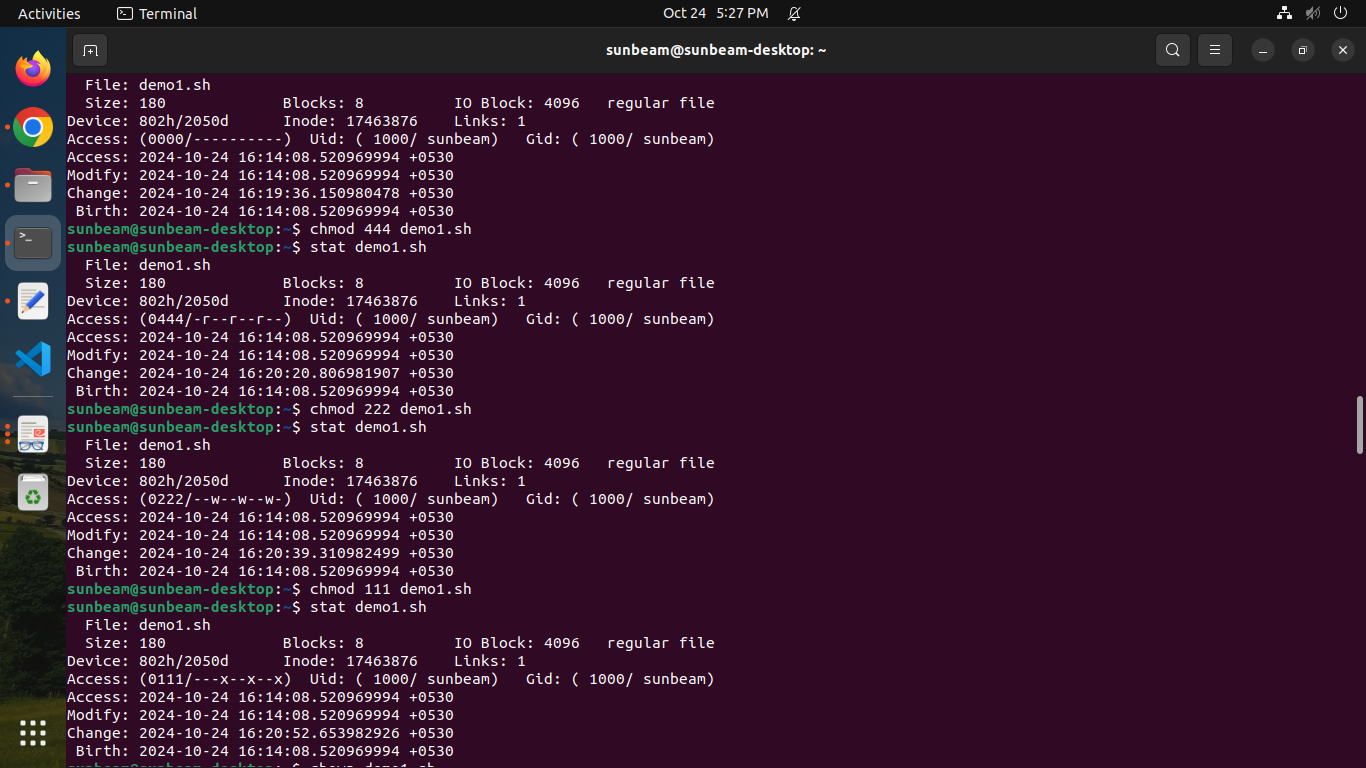 Activities Terminal Oct 24 5:27 PM
sunbeam@sunbeam-desktop: ~
  File: demo1.sh
  Size: 180             Blocks: 8          IO Block: 4096   regular file
Device: 802h/2050d      Inode: 17463876    Links: 1
Access: (0000/----------)  Uid: ( 1000/ sunbeam)   Gid: ( 1000/ sunbeam)
Access: 2024-10-24 16:14:08.520969994 +0530
Modify: 2024-10-24 16:14:08.520969994 +0530
Change: 2024-10-24 16:19:36.150980478 +0530
 Birth: 2024-10-24 16:14:08.520969994 +0530
sunbeam@sunbeam-desktop:~$ chmod 444 demo1.sh
sunbeam@sunbeam-desktop:~$ stat demo1.sh
  File: demo1.sh
  Size: 180             Blocks: 8          IO Block: 4096   regular file
Device: 802h/2050d      Inode: 17463876    Links: 1
Access: (0444/-r--r--r--)  Uid: ( 1000/ sunbeam)   Gid: ( 1000/ sunbeam)
Access: 2024-10-24 16:14:08.520969994 +0530
Modify: 2024-10-24 16:14:08.520969994 +0530
Change: 2024-10-24 16:20:20.806981907 +0530
 Birth: 2024-10-24 16:14:08.520969994 +0530
sunbeam@sunbeam-desktop:~$ chmod 222 demo1.sh
sunbeam@sunbeam-desktop:~$ stat demo1.sh
  File: demo1.sh
  Size: 180             Blocks: 8          IO Block: 4096   regular file
Device: 802h/2050d      Inode: 17463876    Links: 1
Access: (0222/--w--w--w-)  Uid: ( 1000/ sunbeam)   Gid: ( 1000/ sunbeam)
Access: 2024-10-24 16:14:08.520969994 +0530
Modify: 2024-10-24 16:14:08.520969994 +0530
Change: 2024-10-24 16:20:39.310982499 +0530
 Birth: 2024-10-24 16:14:08.520969994 +0530
sunbeam@sunbeam-desktop:~$ chmod 111 demo1.sh
sunbeam@sunbeam-desktop:~$ stat demo1.sh
  File: demo1.sh
  Size: 180             Blocks: 8          IO Block: 4096   regular file
Device: 802h/2050d      Inode: 17463876    Links: 1
Access: (0111/---x--x--x)  Uid: ( 1000/ sunbeam)   Gid: ( 1000/ sunbeam)
Access: 2024-10-24 16:14:08.520969994 +0530
Modify: 2024-10-24 16:14:08.520969994 +0530
Change: 2024-10-24 16:20:52.653982926 +0530
 Birth: 2024-10-24 16:14:08.520969994 +0530